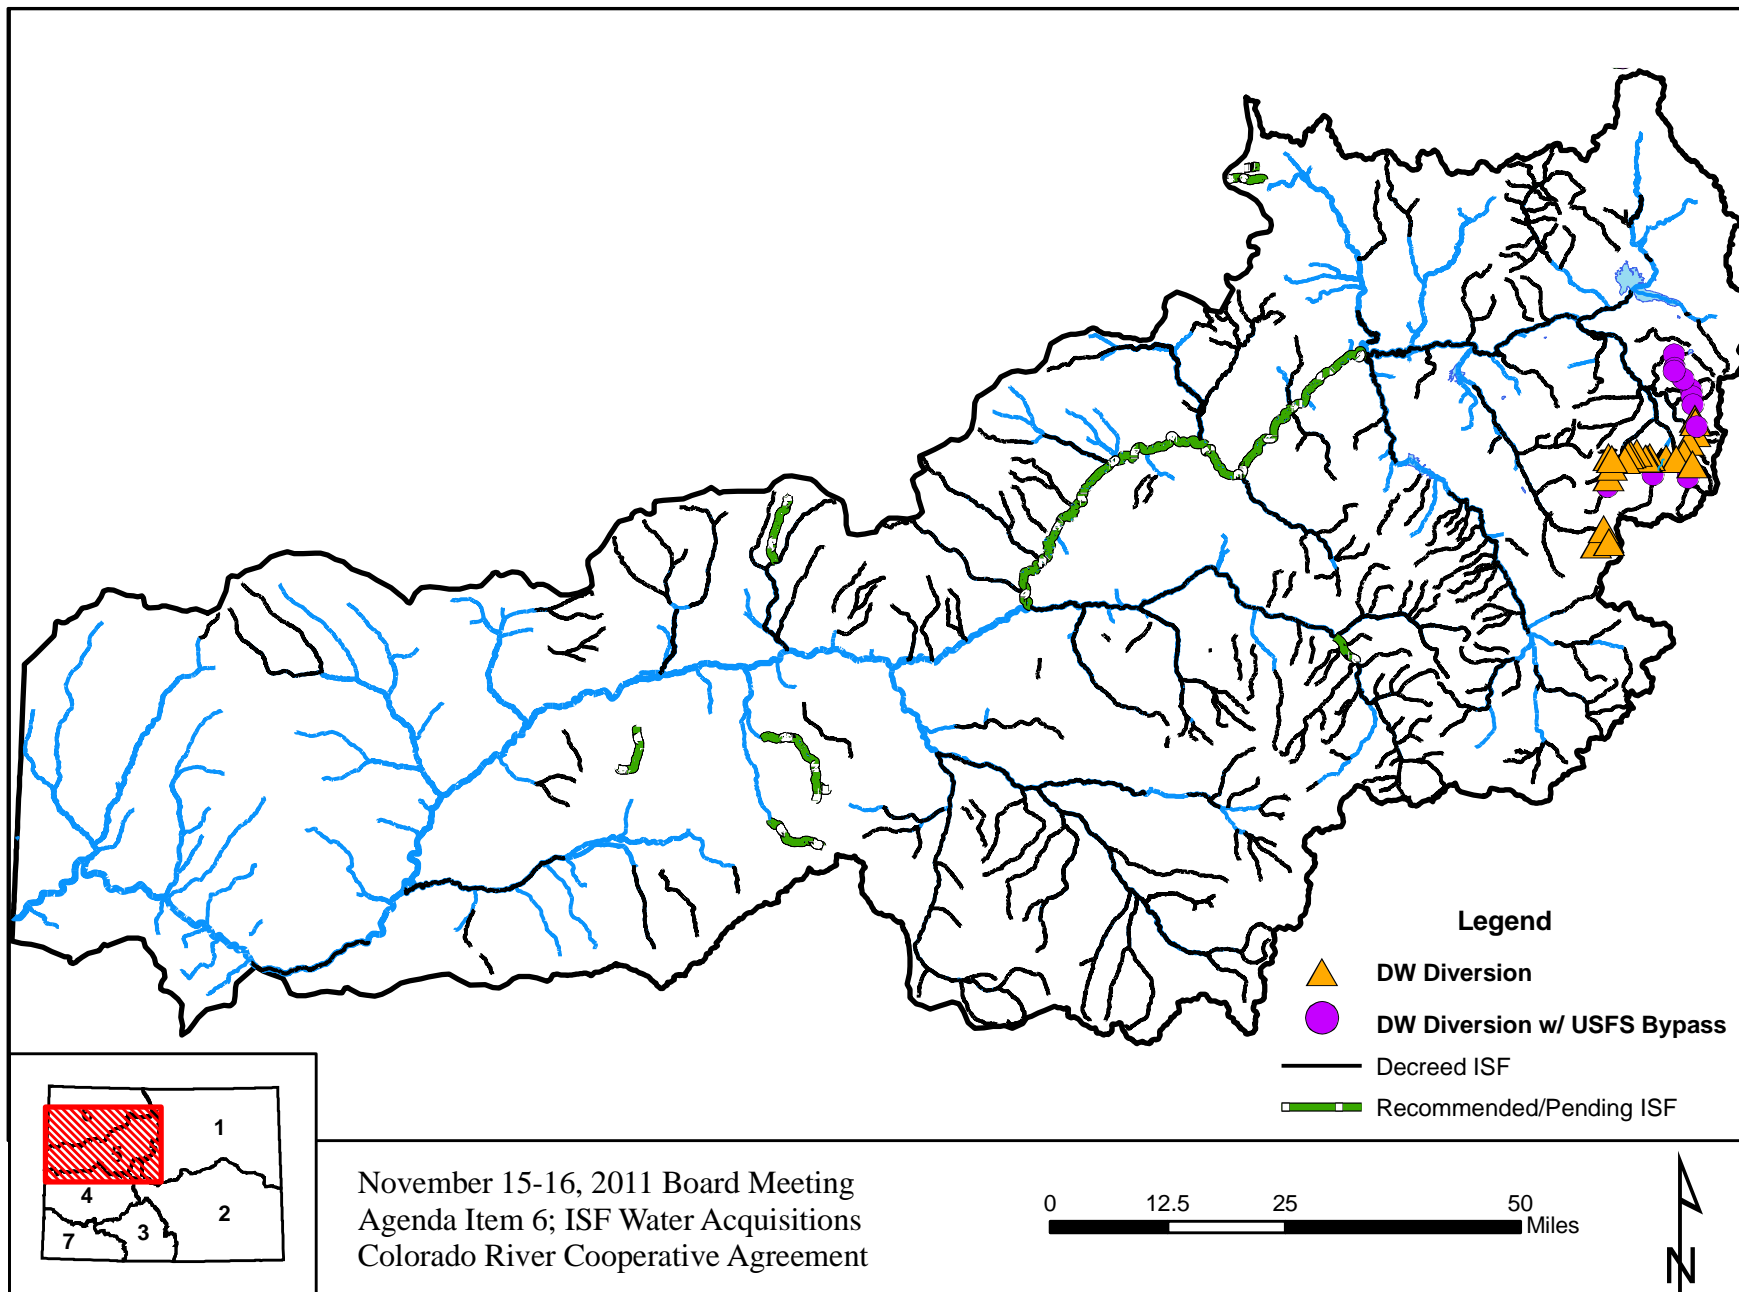 Legend
DW Diversion
DW Diversion w/ USFS Bypass
Decreed ISF
Recommended/Pending ISF
6
5
1
4
2
3
7
November 15-16, 2011 Board Meeting
Agenda Item 6; ISF Water Acquisitions
Colorado River Cooperative Agreement
0 12.5 25 50
Miles
N